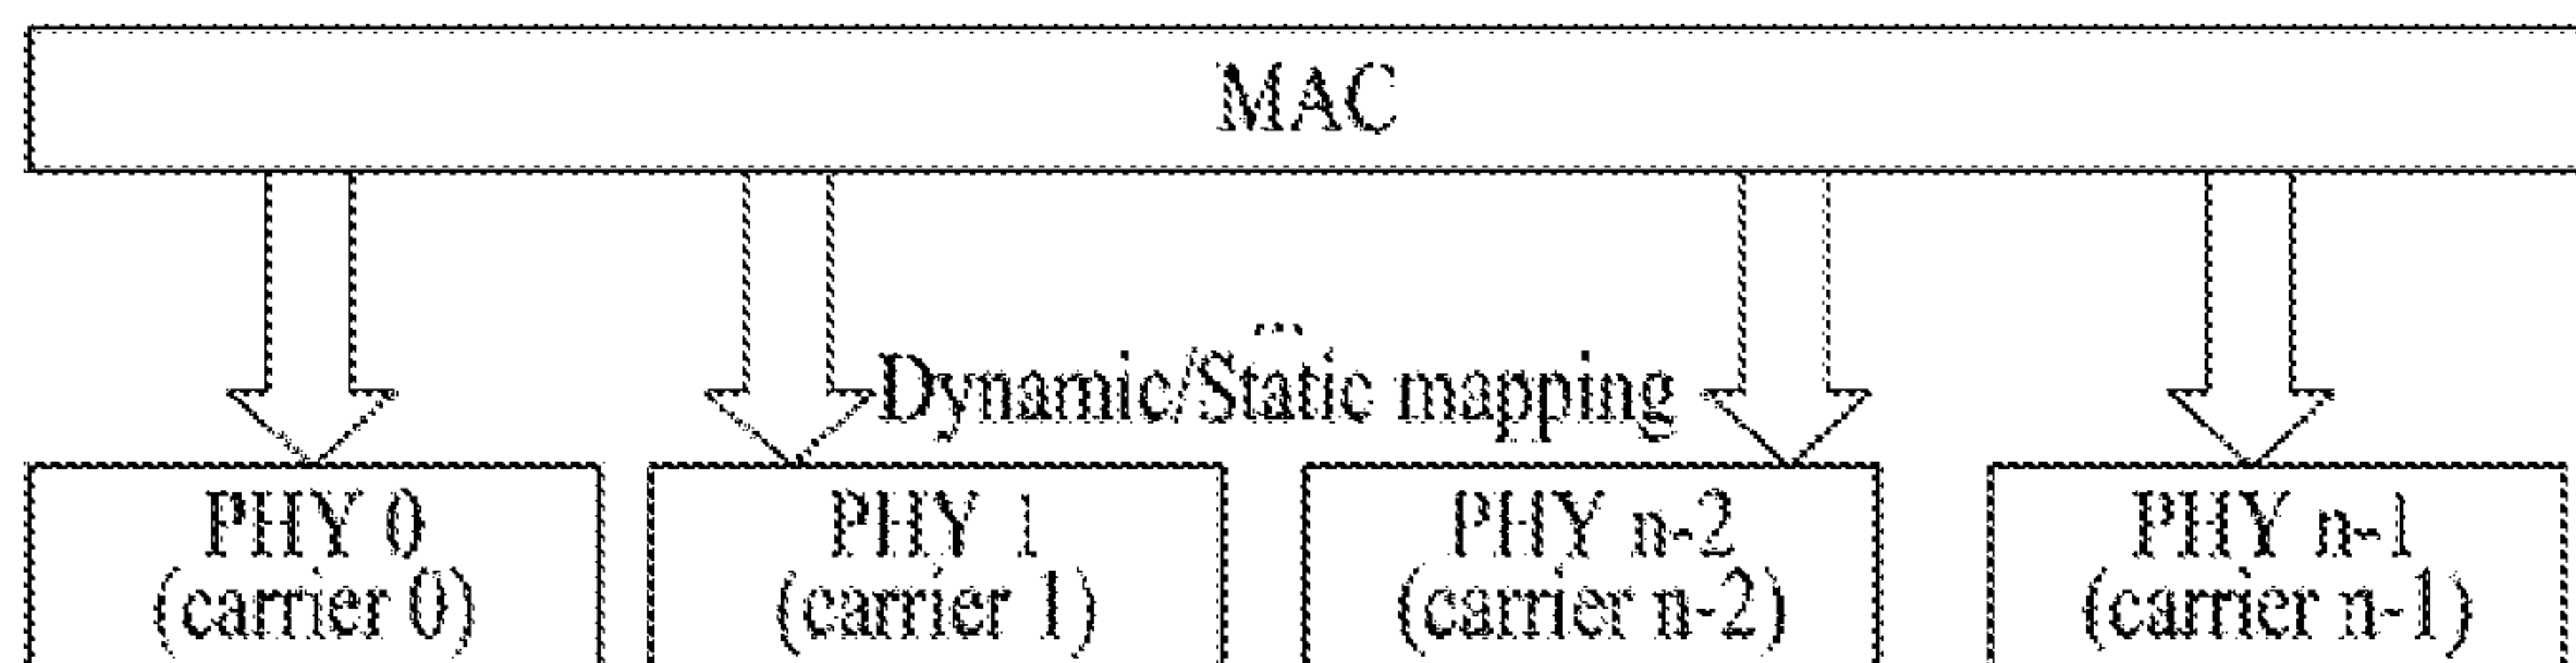 MAC
...
Dynamic/Static mapping
PHY 0
(carrier 0)
PHY 1
(carrier 1)
PHY n-2
(carrier n-2)
PHY n-1
(carrier n-1)